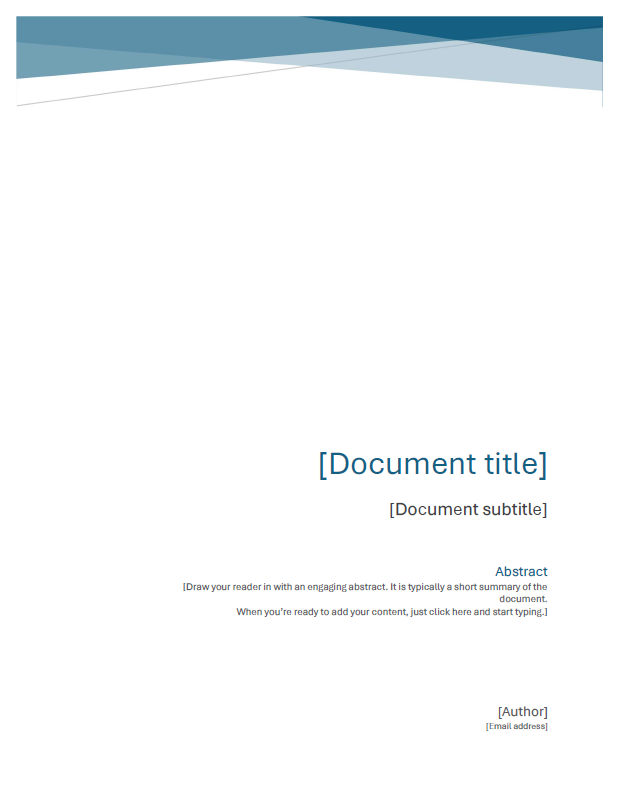 [Document title]
[Document subtitle]
Abstract
[Draw your reader in with an engaging abstract. It is typically a short summary of the
document.
When you’re ready to add your content, just click here and start typing.]
[Author]
[Email address]